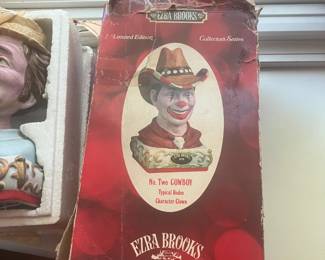 EZRA BROOKS
Limited Edition
Collectors Series
No. Two COWBOY
Typical Rodeo
Character Clown
EZRA BROOKS